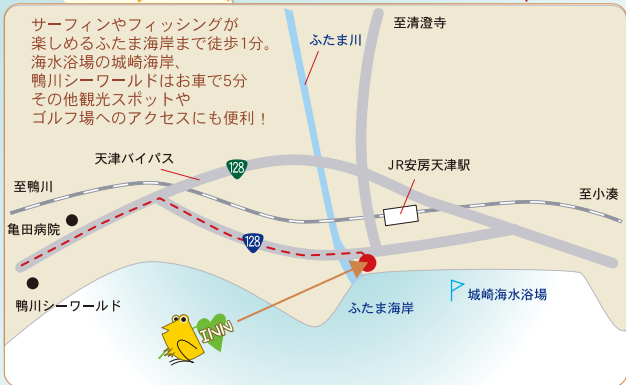 サーフィンやフィッシングが
楽しめるふたま海岸まで徒歩1分。
海水浴場の城崎海岸、
鴨川シーワールドはお車で5分
その他観光スポットや
ゴルフ場へのアクセスにも便利！
至清澄寺
ふたま川
天津バイパス
128
JR安房天津駅
至鴨川
至小湊
亀田病院
128
鴨川シーワールド
ふたま海岸
城崎海水浴場
INN